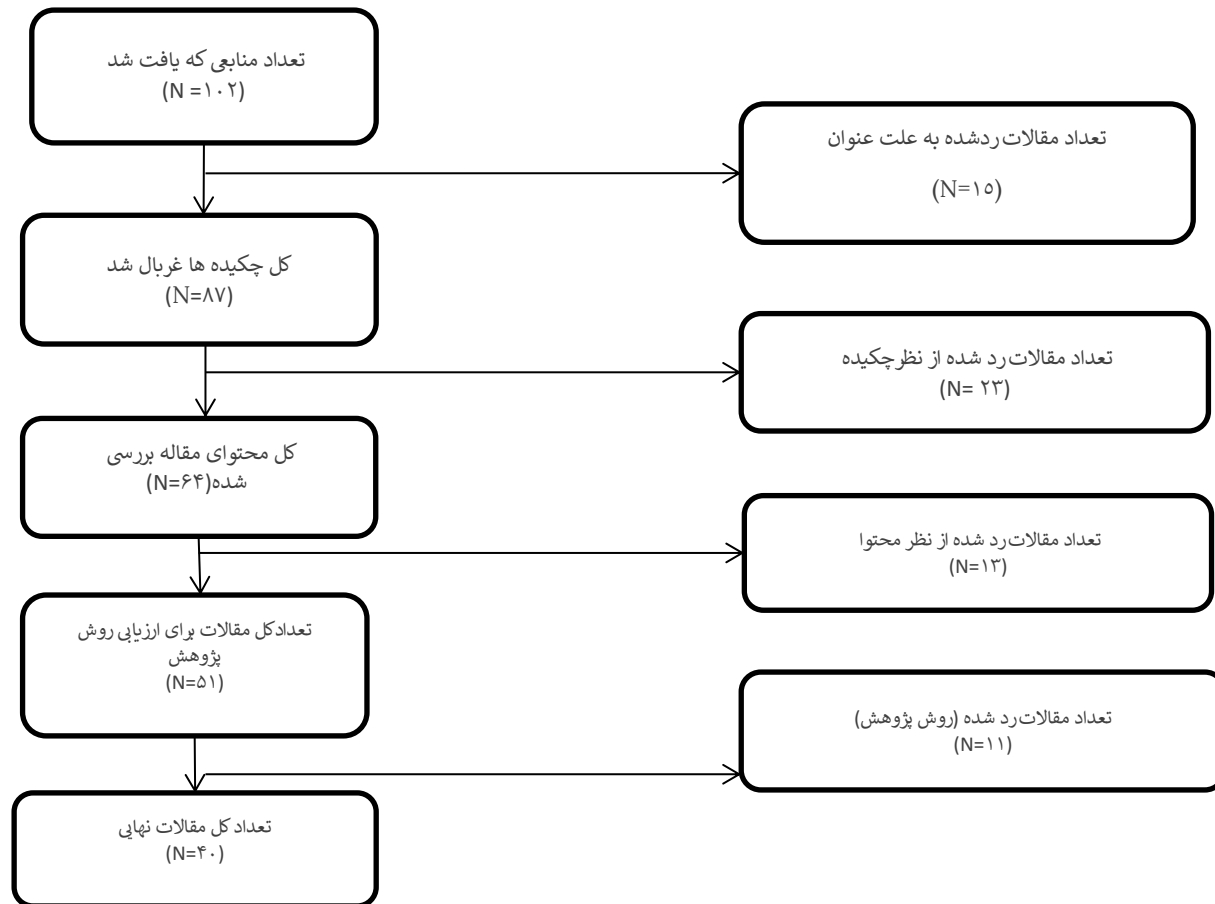 تعداد منابعی که یافت شد
(N =۱۰۲)
تعداد مقالات ردشده به علت عنوان
(N=۱۵)
کل چکیده ها غربال شد
(N=۸۷)
تعداد مقالات رد شده از نظرچکیده
(N= ۲۳)
کل محتوای مقاله بررسی
شده(N=۶۴)
تعداد مقالات رد شده از نظر محتوا
(N=۱۳)
تعدادکل مقالات برای ارزیابی روش
پژوهش
(N=۵۱)
تعداد مقالات رد شده (روش پژوهش)
(N=۱۱)
تعداد کل مقالات نهایی
(N=۴۰)